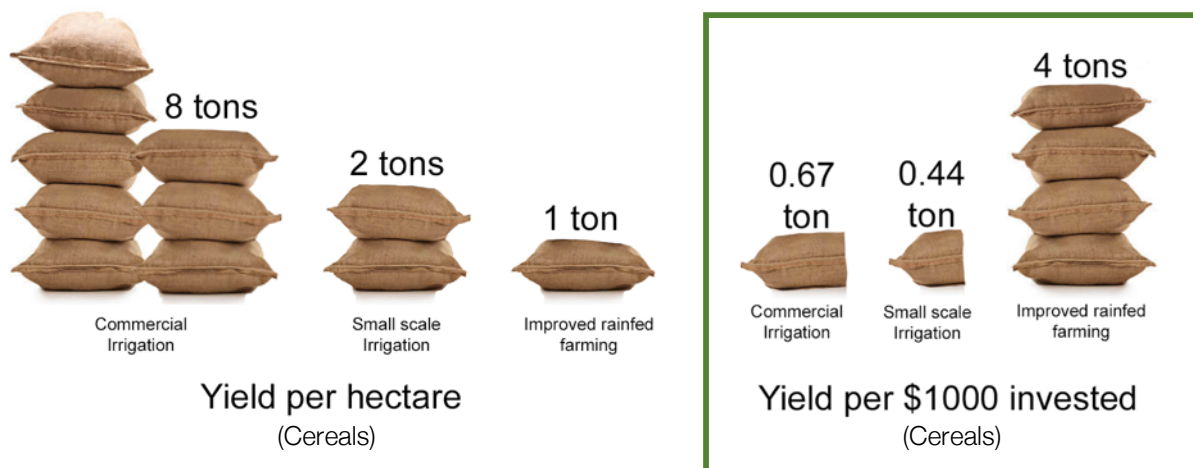 8 tons
2 tons
1 ton
Commercial
Irrigation
Small scale
Irrigation
Improved rainfed
farming
Yield per hectare
(Cereals)
0.67
ton
0.44
ton
4 tons
Commercial
Irrigation
Small scale
Irrigation
Improved rainfed
farming
Yield per $1000 invested
(Cereals)